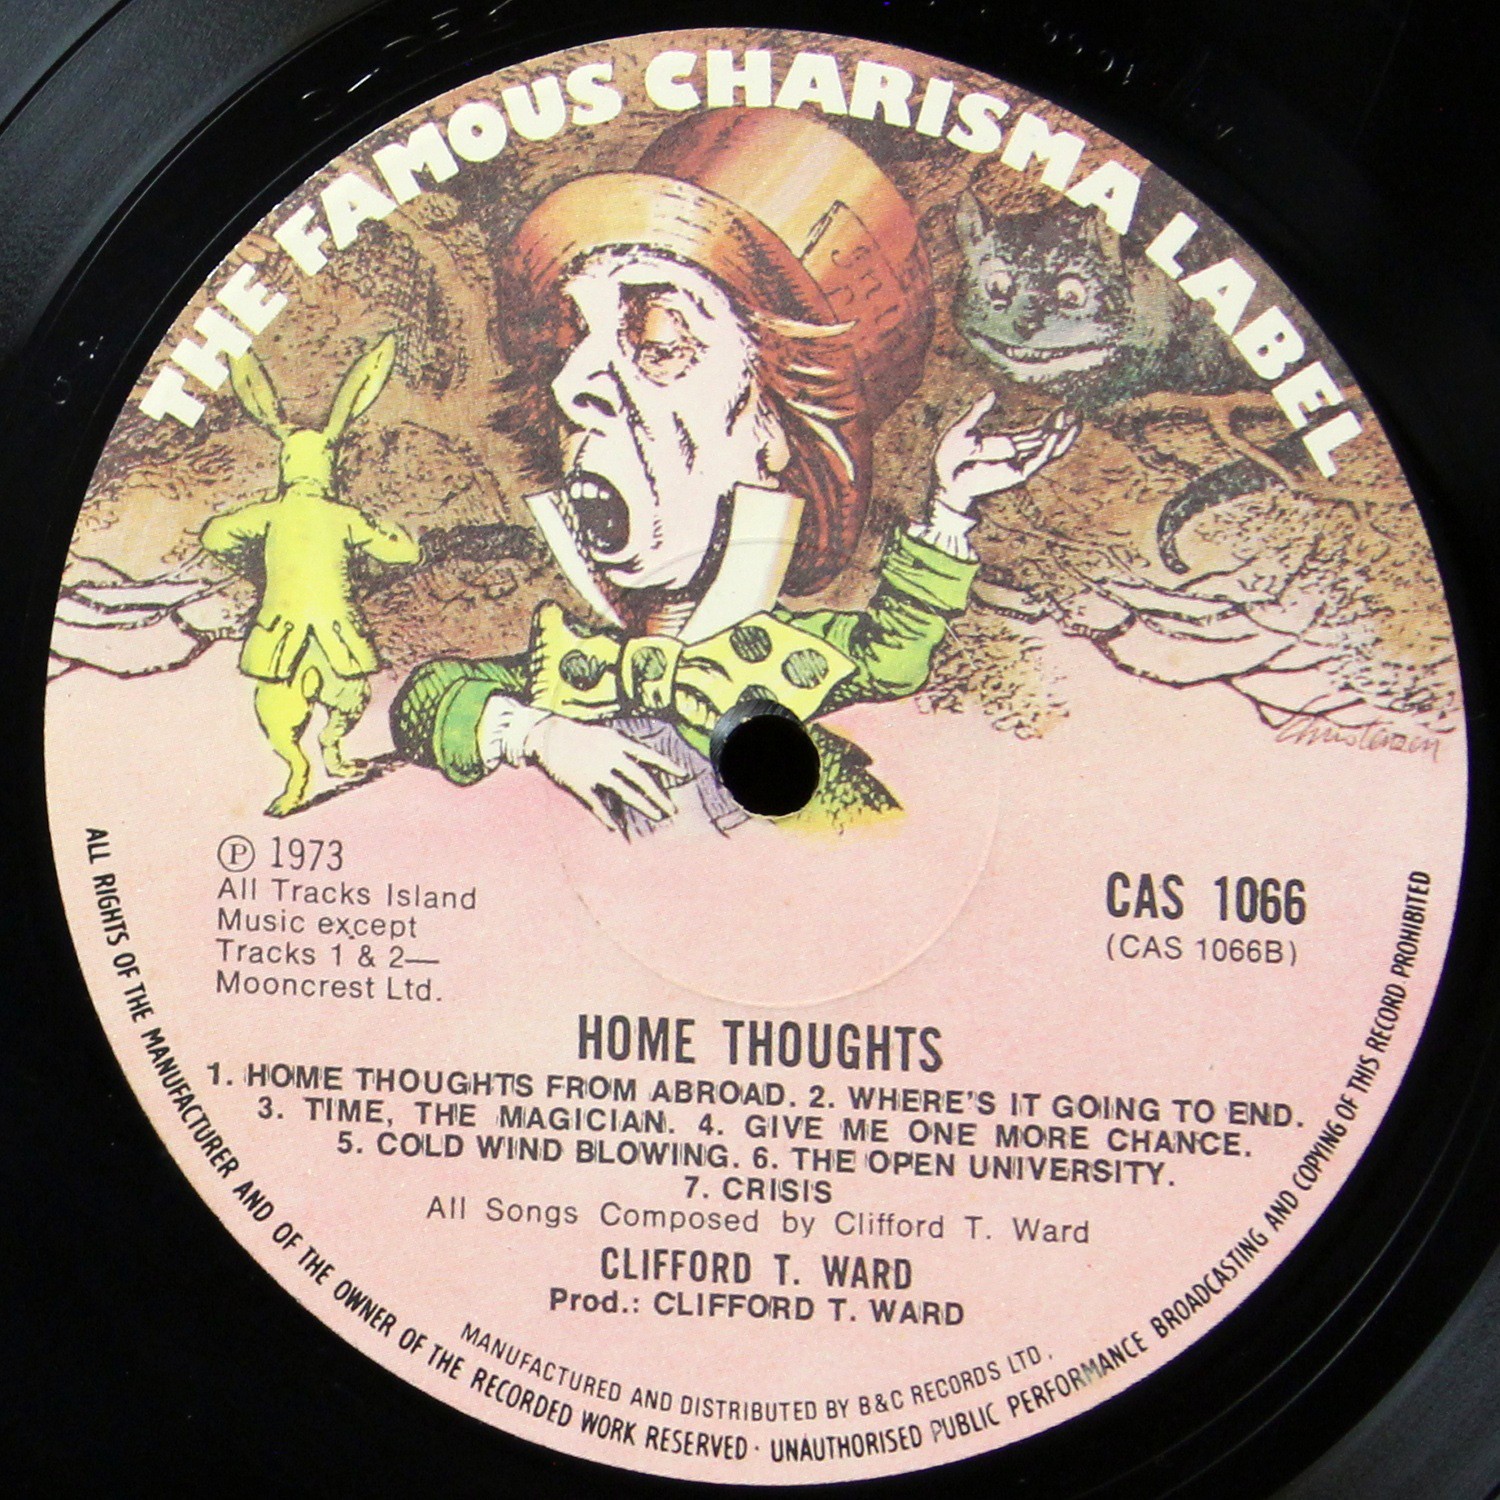 THE FAMOUS CHARISMA LABEL
Christensen
℗ 1973
All Tracks Island
Music except
Tracks 1 & 2—
Mooncrest Ltd.
CAS 1066
(CAS 1066B)
HOME THOUGHTS
1. HOME THOUGHTS FROM ABROAD. 2. WHERE'S IT GOING TO END.
3. TIME, THE MAGICIAN. 4. GIVE ME ONE MORE CHANCE.
5. COLD WIND BLOWING. 6. THE OPEN UNIVERSITY.
7. CRISIS
All Songs Composed by Clifford T. Ward
CLIFFORD T. WARD
Prod.: CLIFFORD T. WARD
MANUFACTURED AND DISTRIBUTED BY B&C RECORDS LTD.
ALL RIGHTS OF THE MANUFACTURER AND OF THE OWNER OF THE RECORDED WORK RESERVED · UNAUTHORISED PUBLIC PERFORMANCE BROADCASTING AND COPYING OF THIS RECORD PROHIBITED